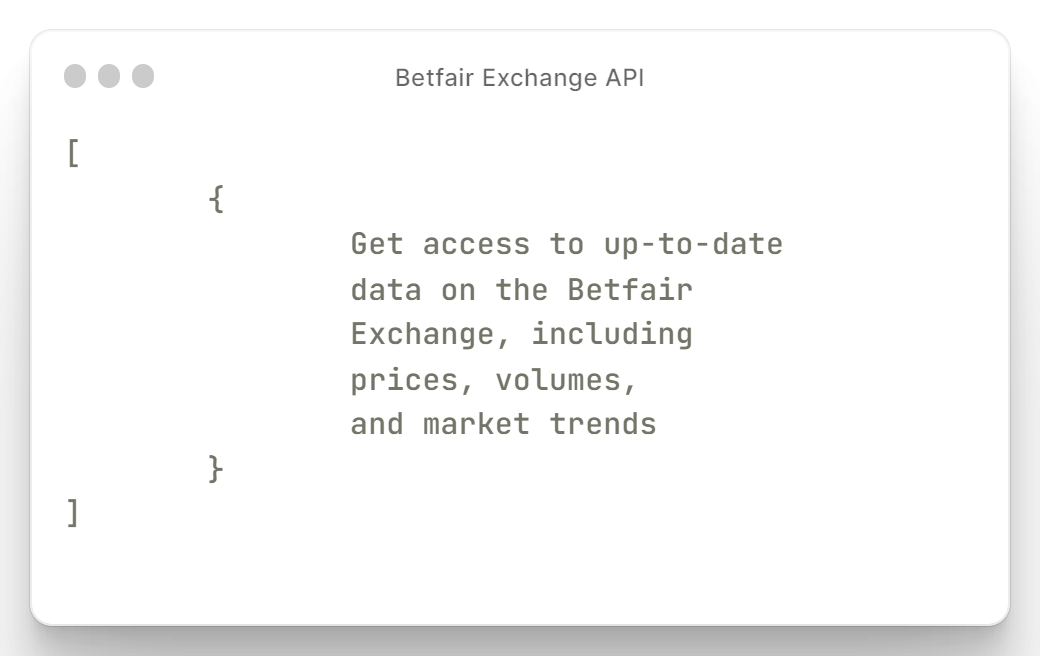 Betfair Exchange API
[
{
Get access to up-to-date
data on the Betfair
Exchange, including
prices, volumes,
and market trends
}
]